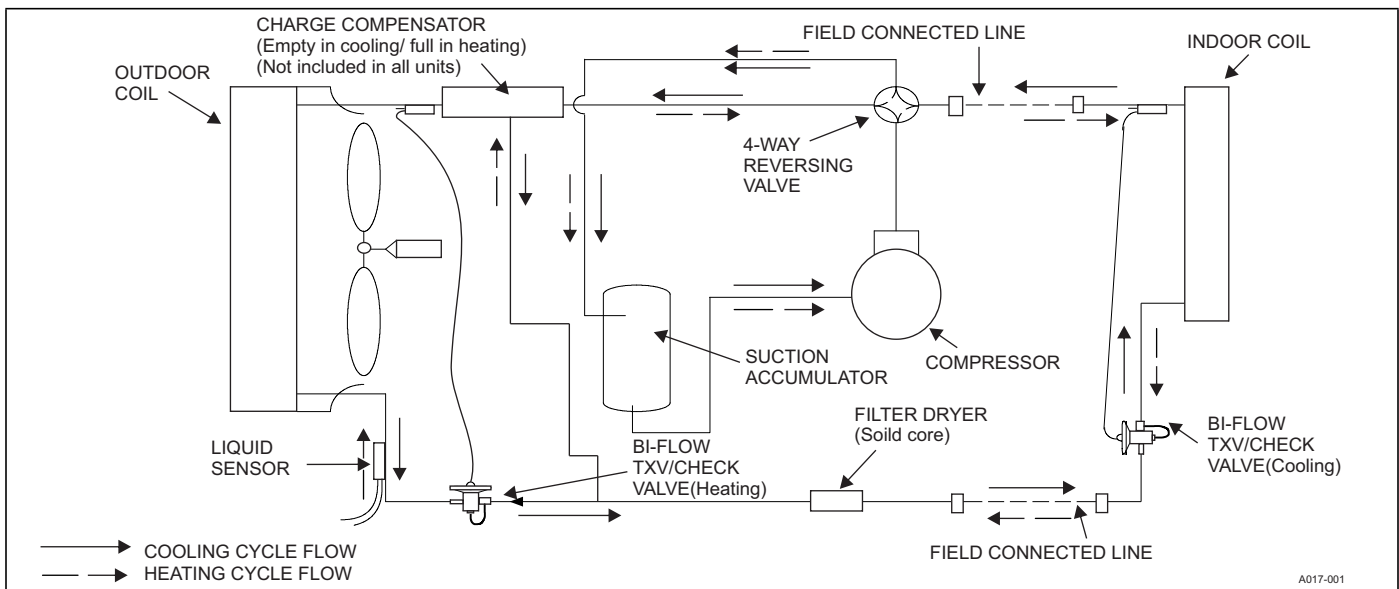 CHARGE COMPENSATOR
(Empty in cooling/ full in heating)
(Not included in all units)
FIELD CONNECTED LINE
INDOOR COIL
OUTDOOR
COIL
4-WAY
REVERSING
VALVE
SUCTION
ACCUMULATOR
COMPRESSOR
LIQUID
SENSOR
BI-FLOW
TXV/CHECK
VALVE(Heating)
FILTER DRYER
(Soild core)
BI-FLOW
TXV/CHECK
VALVE(Cooling)
FIELD CONNECTED LINE
COOLING CYCLE FLOW
HEATING CYCLE FLOW
A017-001